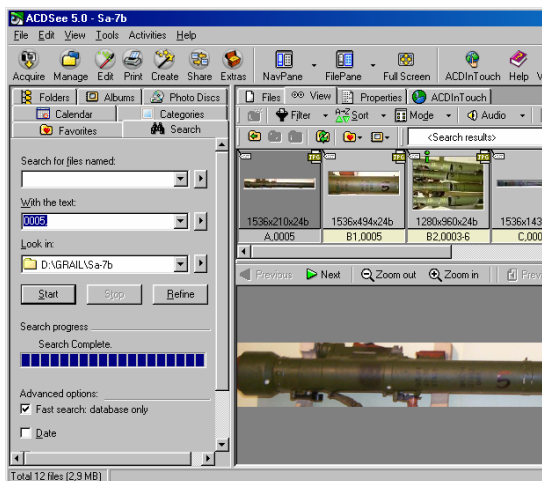 ACDSee 5.0 - Sa-7b
File Edit View Tools Activities Help
Acquire Manage Edit Print Create Share Extras NavPane FilePane Full Screen ACDInTouch Help
Folders Albums Photo Discs
Calendar Categories
Favorites Search
Files View Properties ACDInTouch
Filter Sort Mode Audio
<Search results>
Search for files named:
With the text:
0005,
Look in:
D:\GRAIL\Sa-7b
Start Stop Refine
Search progress
Search Complete.
Advanced options:
Fast search: database only
Date
Total 12 files (2,9 MB)
JPG JPG JPG
1536x210x24b 1536x494x24b 1280x960x24b 1536x143
A,0005 B1,0005 B2,0003-6 C,000
Previous Next Zoom out Zoom in Previ